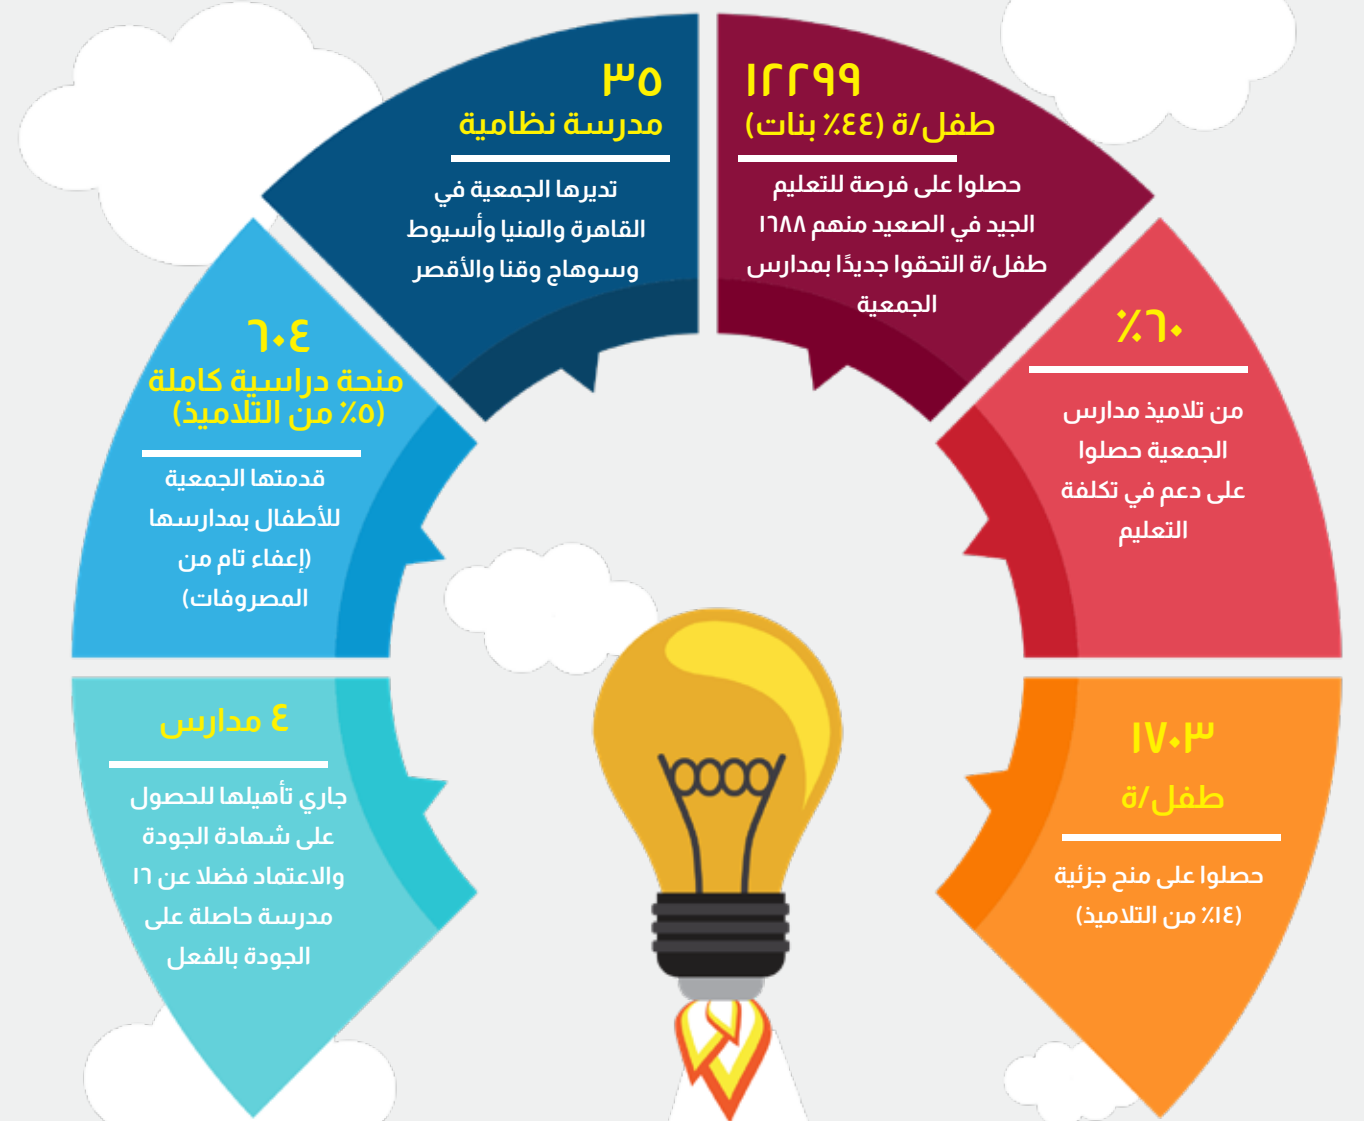 ١٢٢٩٩
طفل/ة (٤٤٪ بنات)
حصلوا على فرصة للتعليم
الجيد في الصعيد منهم ١٦٨٨
طفل/ة التحقوا جديدًا بمدارس
الجمعية
٣٥
مدرسة نظامية
تديرها الجمعية في
القاهرة والمنيا وأسيوط
وسوهاج وقنا والأقصر
٪٦٠
من تلاميذ مدارس
الجمعية حصلوا
على دعم في تكلفة
التعليم
٦٠٤
منحة دراسية كاملة
(٥٪ من التلاميذ)
قدمتها الجمعية
للأطفال بمدارسها
(إعفاء تام من
المصروفات)
١٧٠٣
طفل/ة
حصلوا على منح جزئية
(١٤٪ من التلاميذ)
٤ مدارس
جاري تأهيلها للحصول
على شهادة الجودة
والاعتماد فضلا عن ١٦
مدرسة حاصلة على
الجودة بالفعل